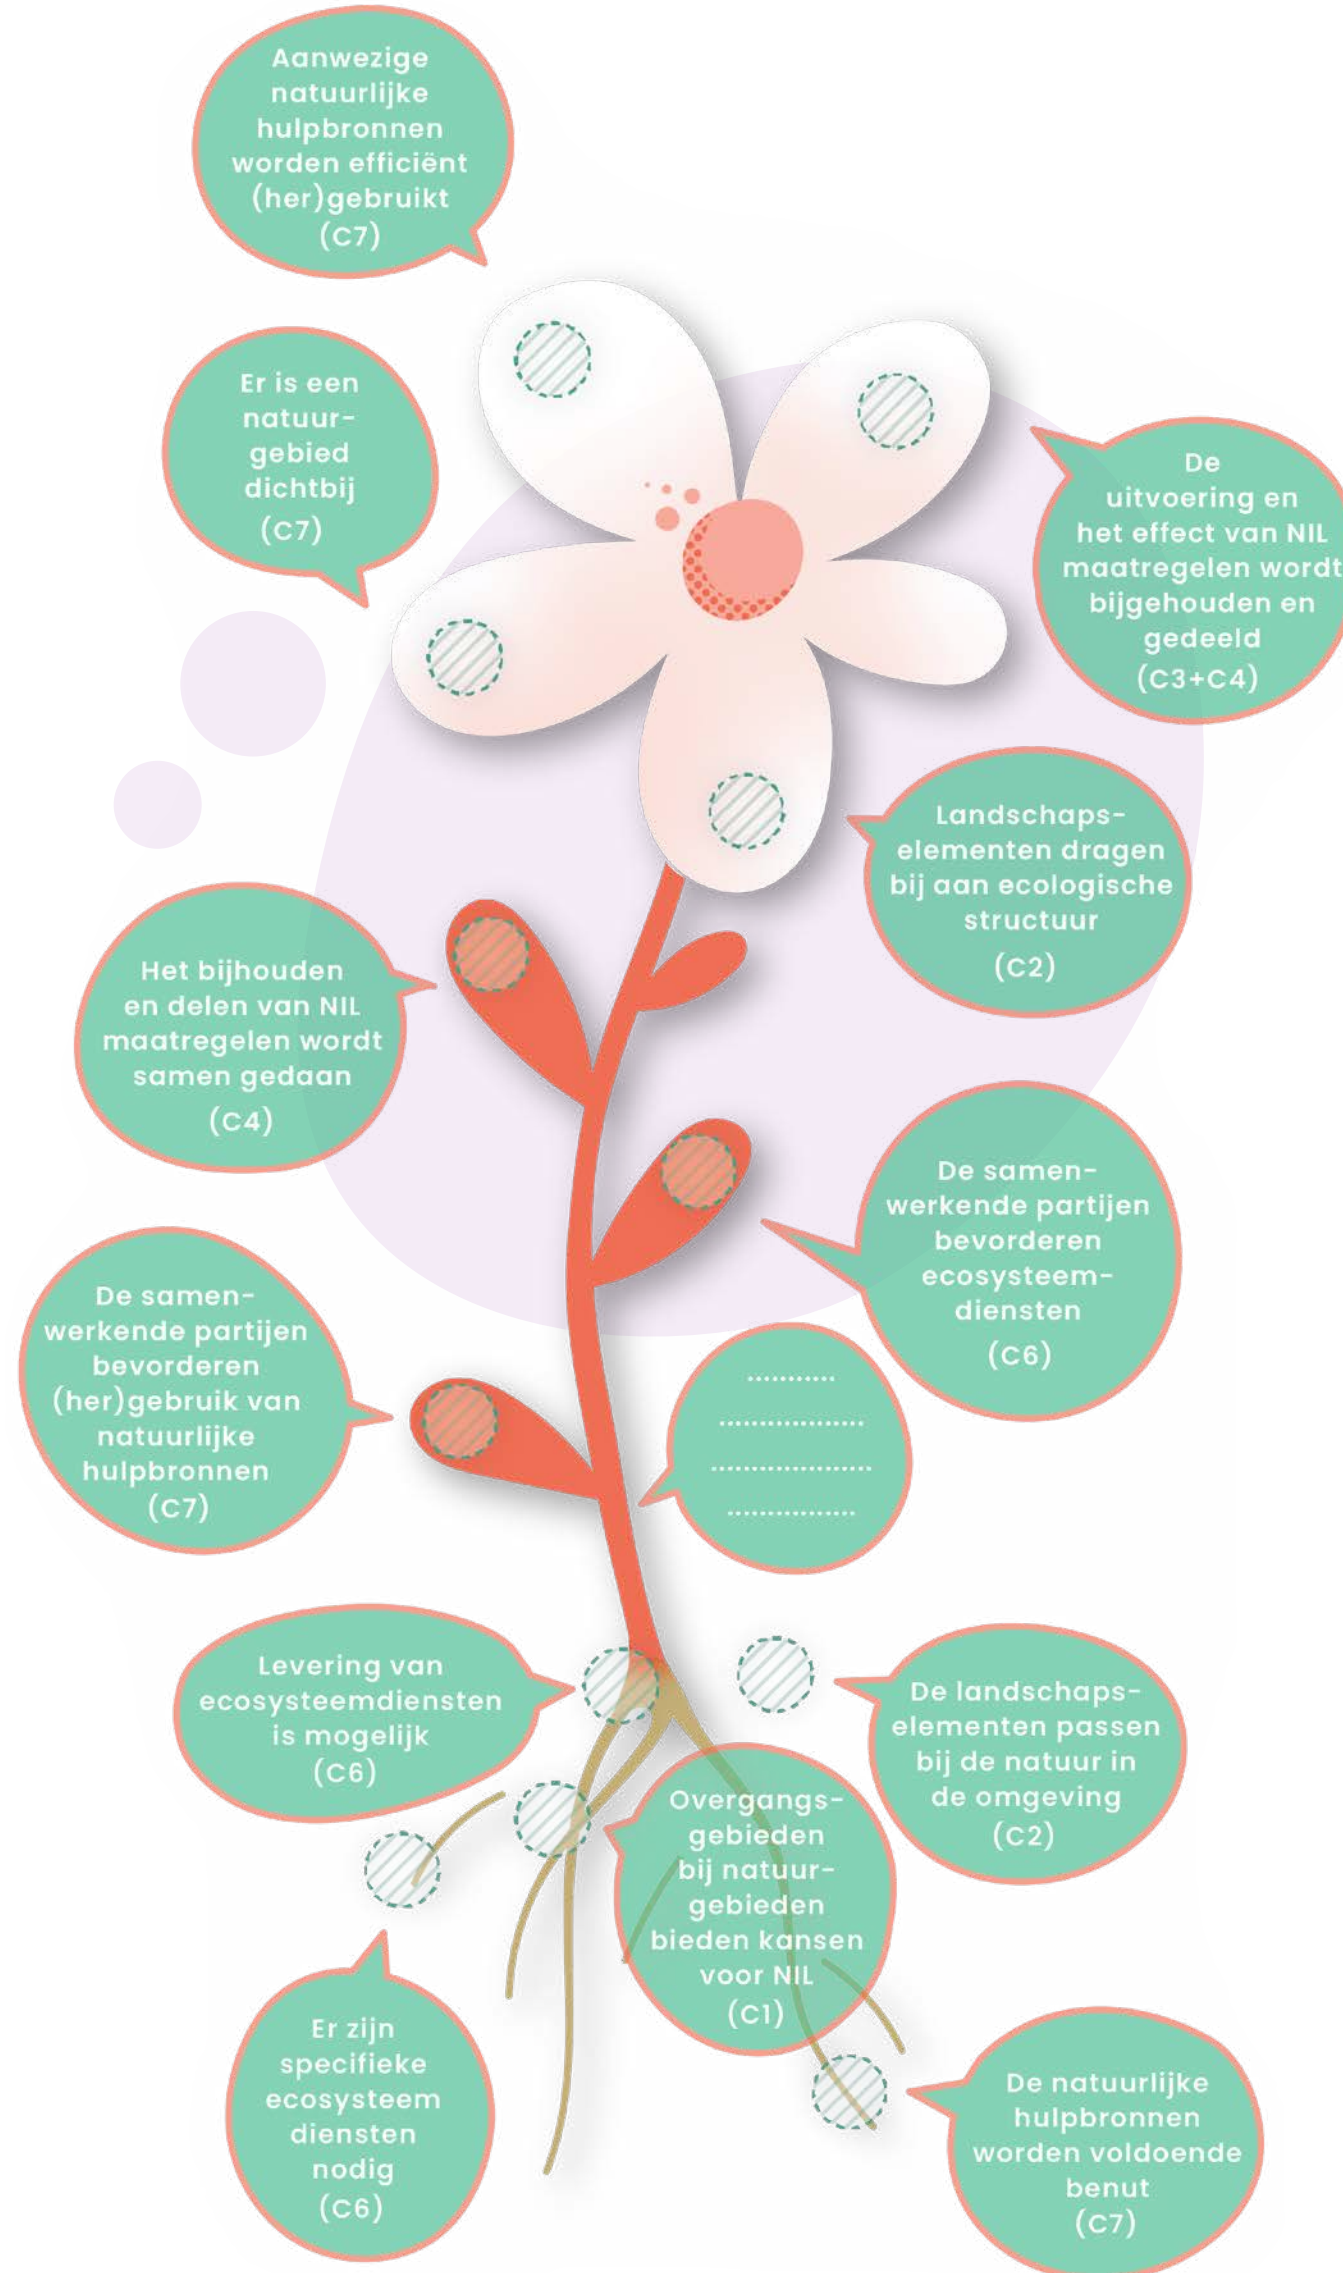 Aanwezige
natuurlijke
hulpbronnen
worden efficiënt
(her)gebruikt
(C7)
Er is een
natuur-
gebied
dichtbij
(C7)
De
uitvoering en
het effect van NIL
maatregelen wordt
bijgehouden en
gedeeld
(C3+C4)
Landschaps-
elementen dragen
bij aan ecologische
structuur
(C2)
Het bijhouden
en delen van NIL
maatregelen wordt
samen gedaan
(C4)
De samen-
werkende partijen
bevorderen
ecosysteem-
diensten
(C6)
De samen-
werkende partijen
bevorderen
(her)gebruik van
natuurlijke
hulpbronnen
(C7)
Levering van
ecosysteemdiensten
is mogelijk
(C6)
De landschaps-
elementen passen
bij de natuur in
de omgeving
(C2)
Overgangs-
gebieden
bij natuur-
gebieden
bieden kansen
voor NIL
(C1)
Er zijn
specifieke
ecosysteem
diensten
nodig
(C6)
De natuurlijke
hulpbronnen
worden voldoende
benut
(C7)